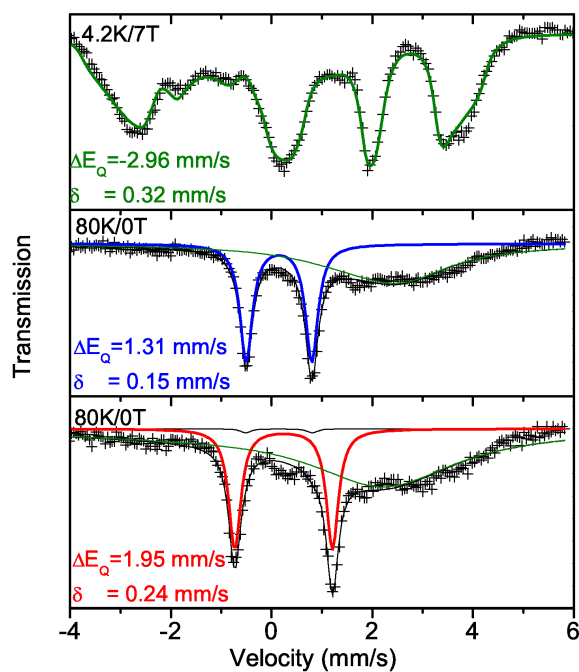 4.2K/7T
ΔE_Q=-2.96 mm/s
δ = 0.32 mm/s
80K/0T
ΔE_Q=1.31 mm/s
δ = 0.15 mm/s
Transmission
80K/0T
ΔE_Q=1.95 mm/s
δ = 0.24 mm/s
-4 -2 0 2 4 6
Velocity (mm/s)